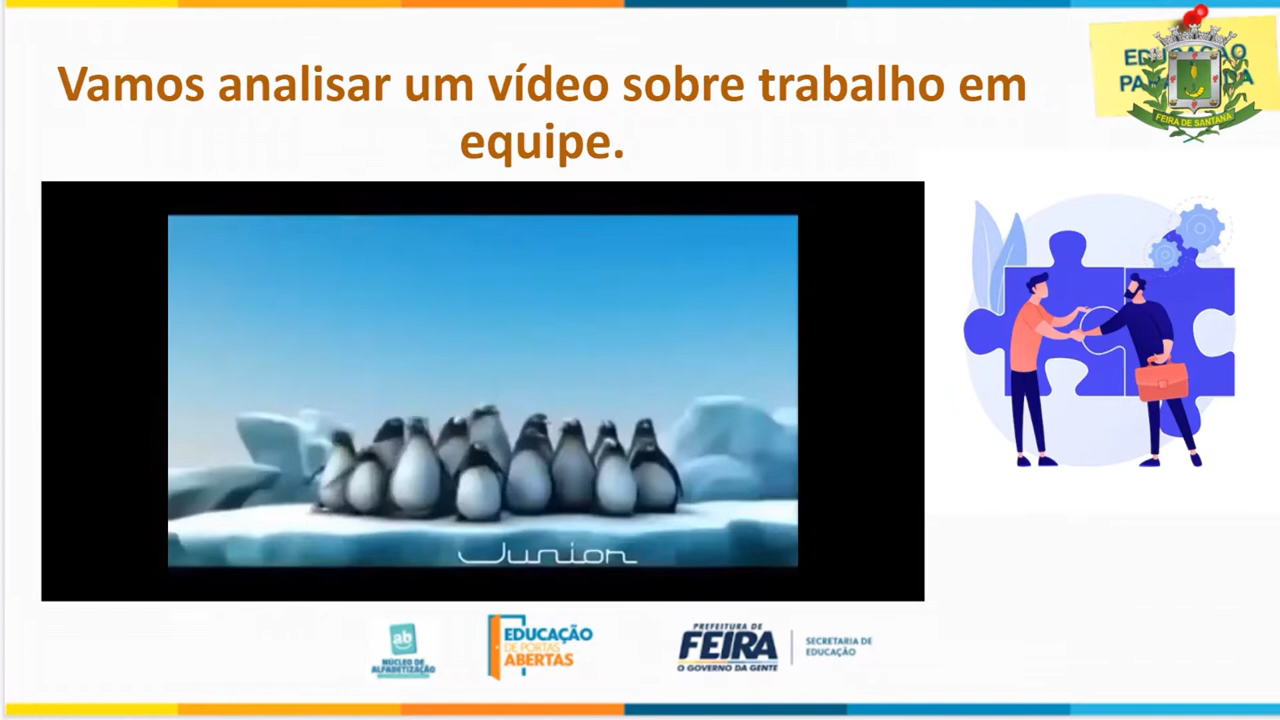 Vamos analisar um vídeo sobre trabalho em
equipe.
FEIRA DE SANTANA
Junior
ab
NÚCLEO DE
ALFABETIZAÇÃO
EDUCAÇÃO
DE PORTAS
ABERTAS
PREFEITURA DE
FEIRA
O GOVERNO DA GENTE
SECRETARIA DE
EDUCAÇÃO